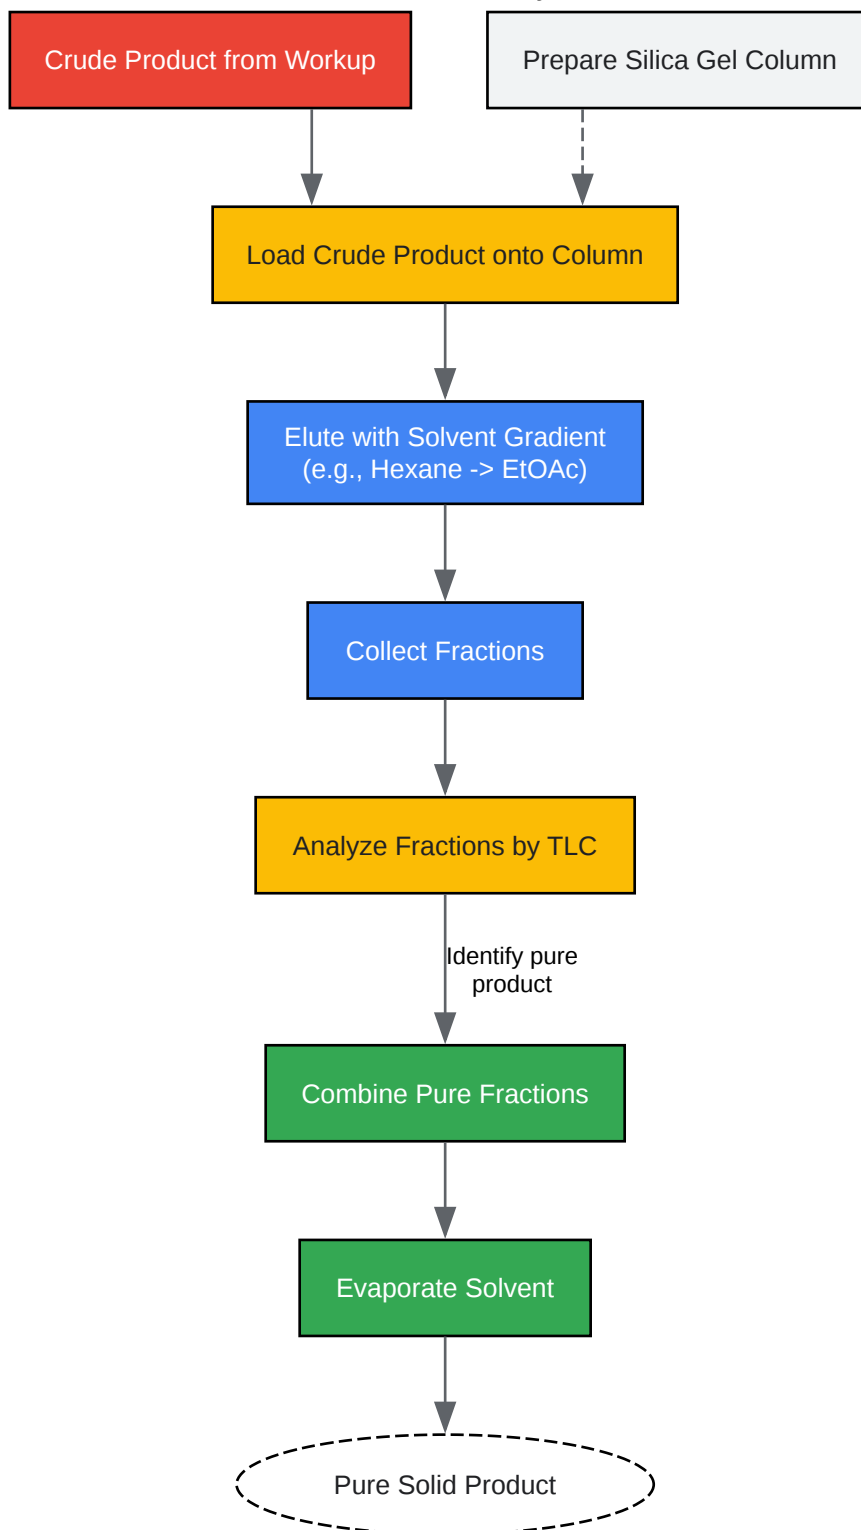 Crude Product from Workup
Prepare Silica Gel Column
Load Crude Product onto Column
Elute with Solvent Gradient
(e.g., Hexane -> EtOAc)
Collect Fractions
Analyze Fractions by TLC
Identify pure
product
Combine Pure Fractions
Evaporate Solvent
Pure Solid Product